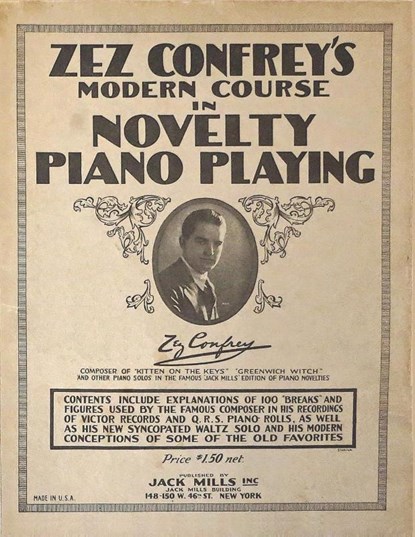 ZEZ CONFREY'S
MODERN COURSE
IN
NOVELTY
PIANO PLAYING
Zez Confrey
COMPOSER OF "KITTEN ON THE KEYS" "GREENWICH WITCH"
AND OTHER PIANO SOLOS IN THE FAMOUS JACK MILLS' EDITION OF PIANO NOVELTIES
CONTENTS INCLUDE EXPLANATIONS OF 100 "BREAKS" AND
FIGURES USED BY THE FAMOUS COMPOSER IN HIS RECORDINGS
OF VICTOR RECORDS AND Q.R.S. PIANO ROLLS, AS WELL
AS HIS NEW SYNCOPATED WALTZ SOLO AND HIS MODERN
CONCEPTIONS OF SOME OF THE OLD FAVORITES
Price $1.50 net.
PUBLISHED BY
JACK MILLS INC
JACK MILLS BUILDING
148-150 W. 46TH ST. NEW YORK
MADE IN U.S.A.